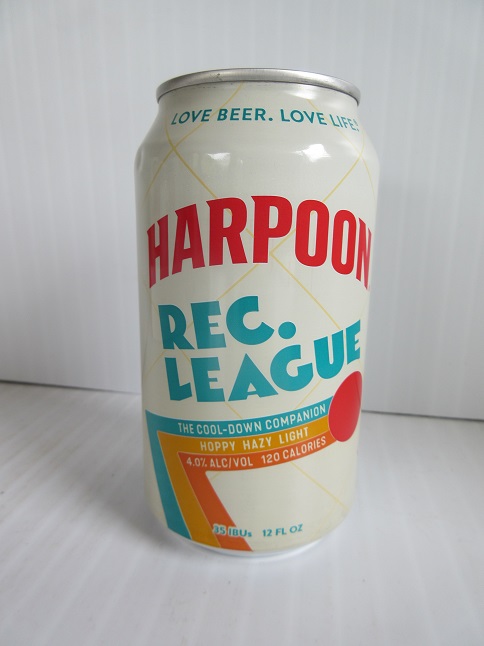 LOVE BEER. LOVE LIFE.
HARPOON
REC.
LEAGUE
THE COOL-DOWN COMPANION
HOPPY HAZY LIGHT
4.0% ALC/VOL 120 CALORIES
35 IBUs 12 FL OZ